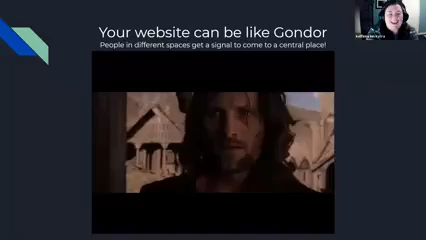 Your website can be like Gondor
People in different spaces get a signal to come to a central place!